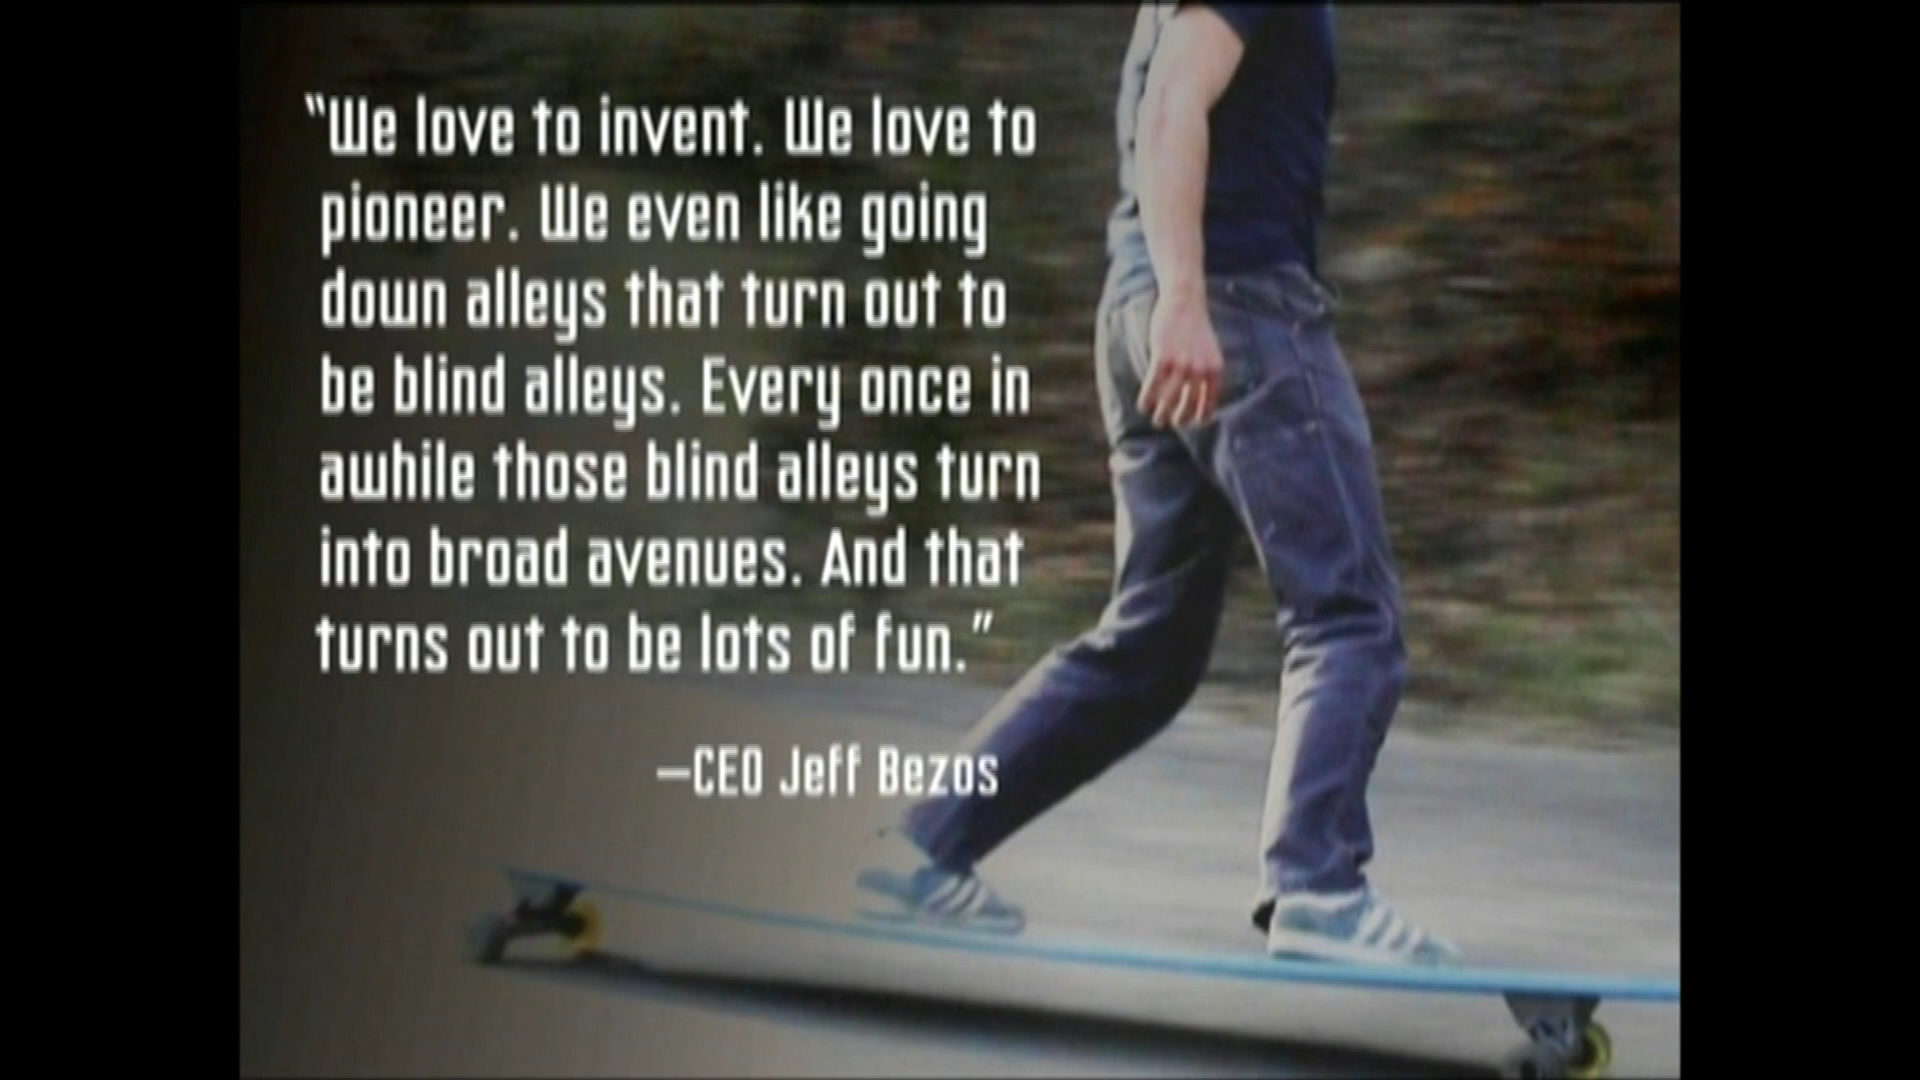 “We love to invent. We love to
pioneer. We even like going
down alleys that turn out to
be blind alleys. Every once in
awhile those blind alleys turn
into broad avenues. And that
turns out to be lots of fun.”
—CEO Jeff Bezos